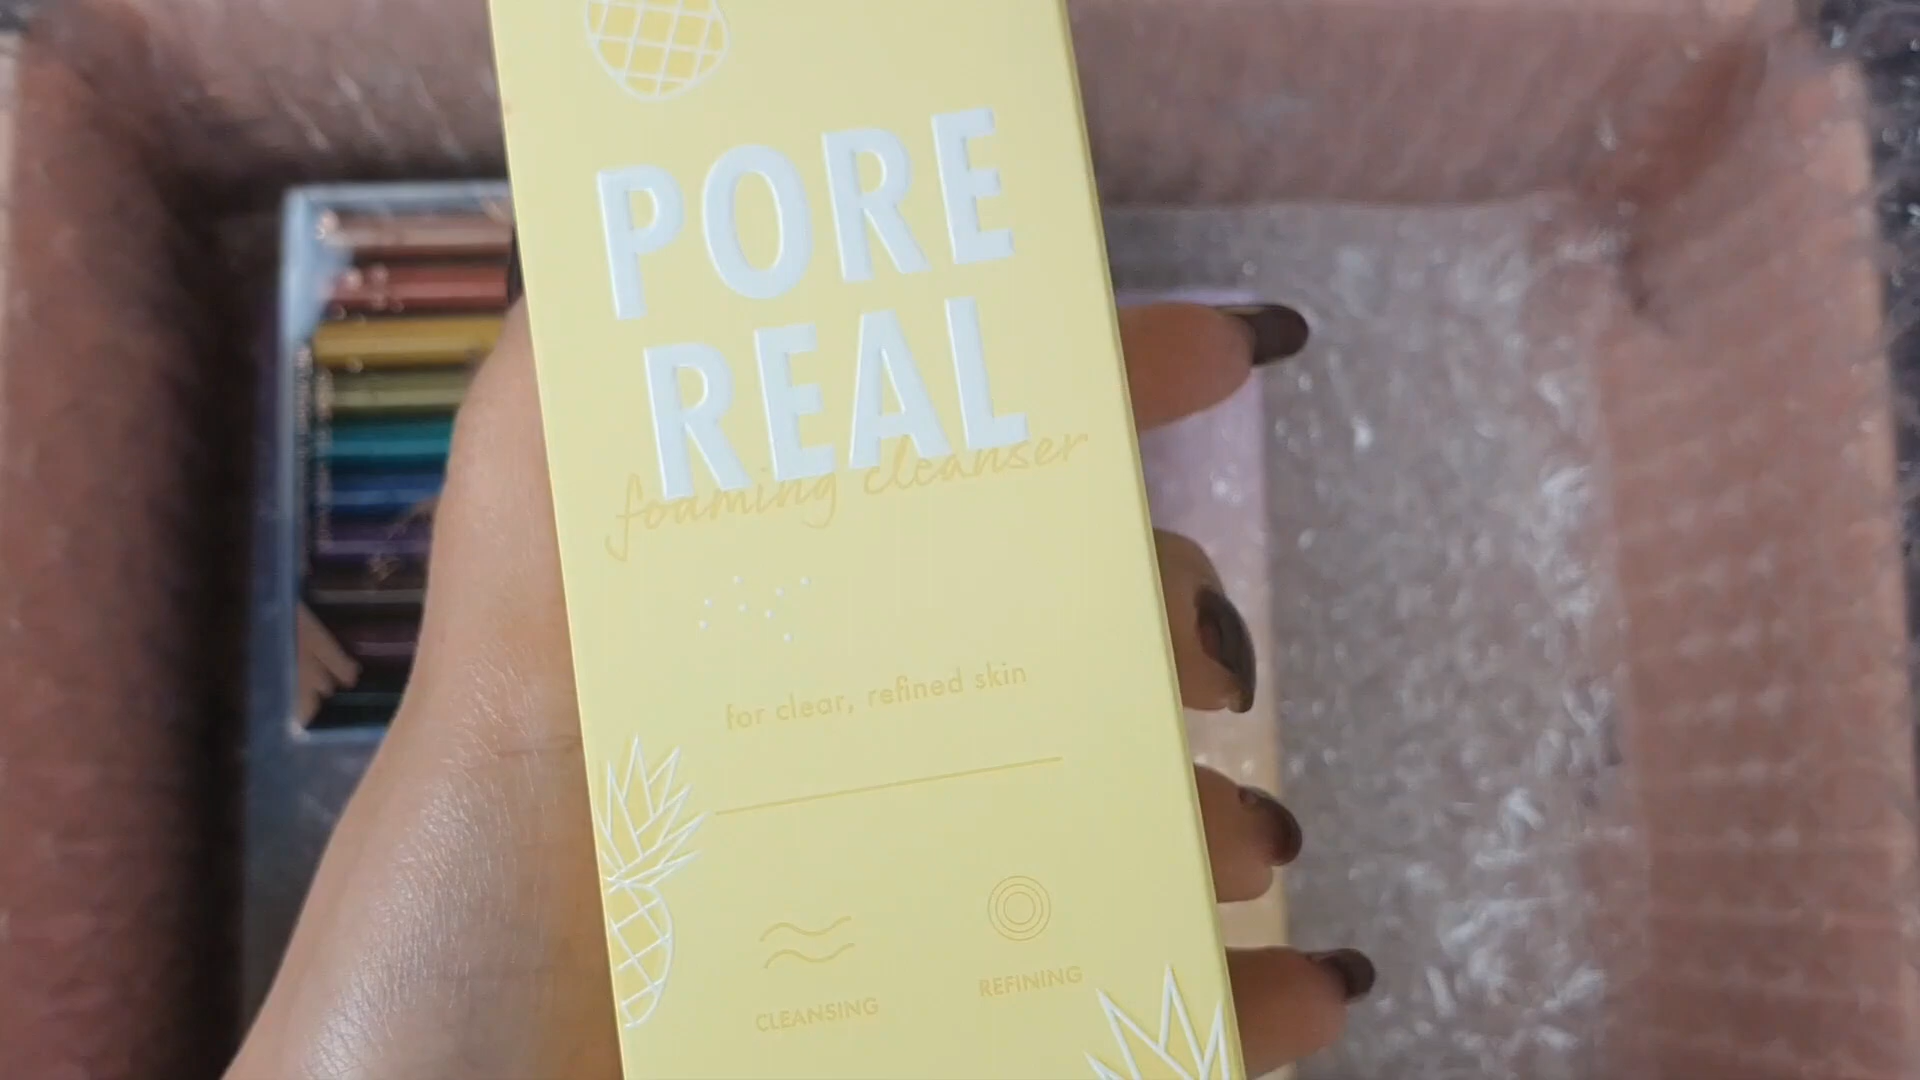 PORE
REAL
foaming cleanser
for clear, refined skin
CLEANSING
REFINING